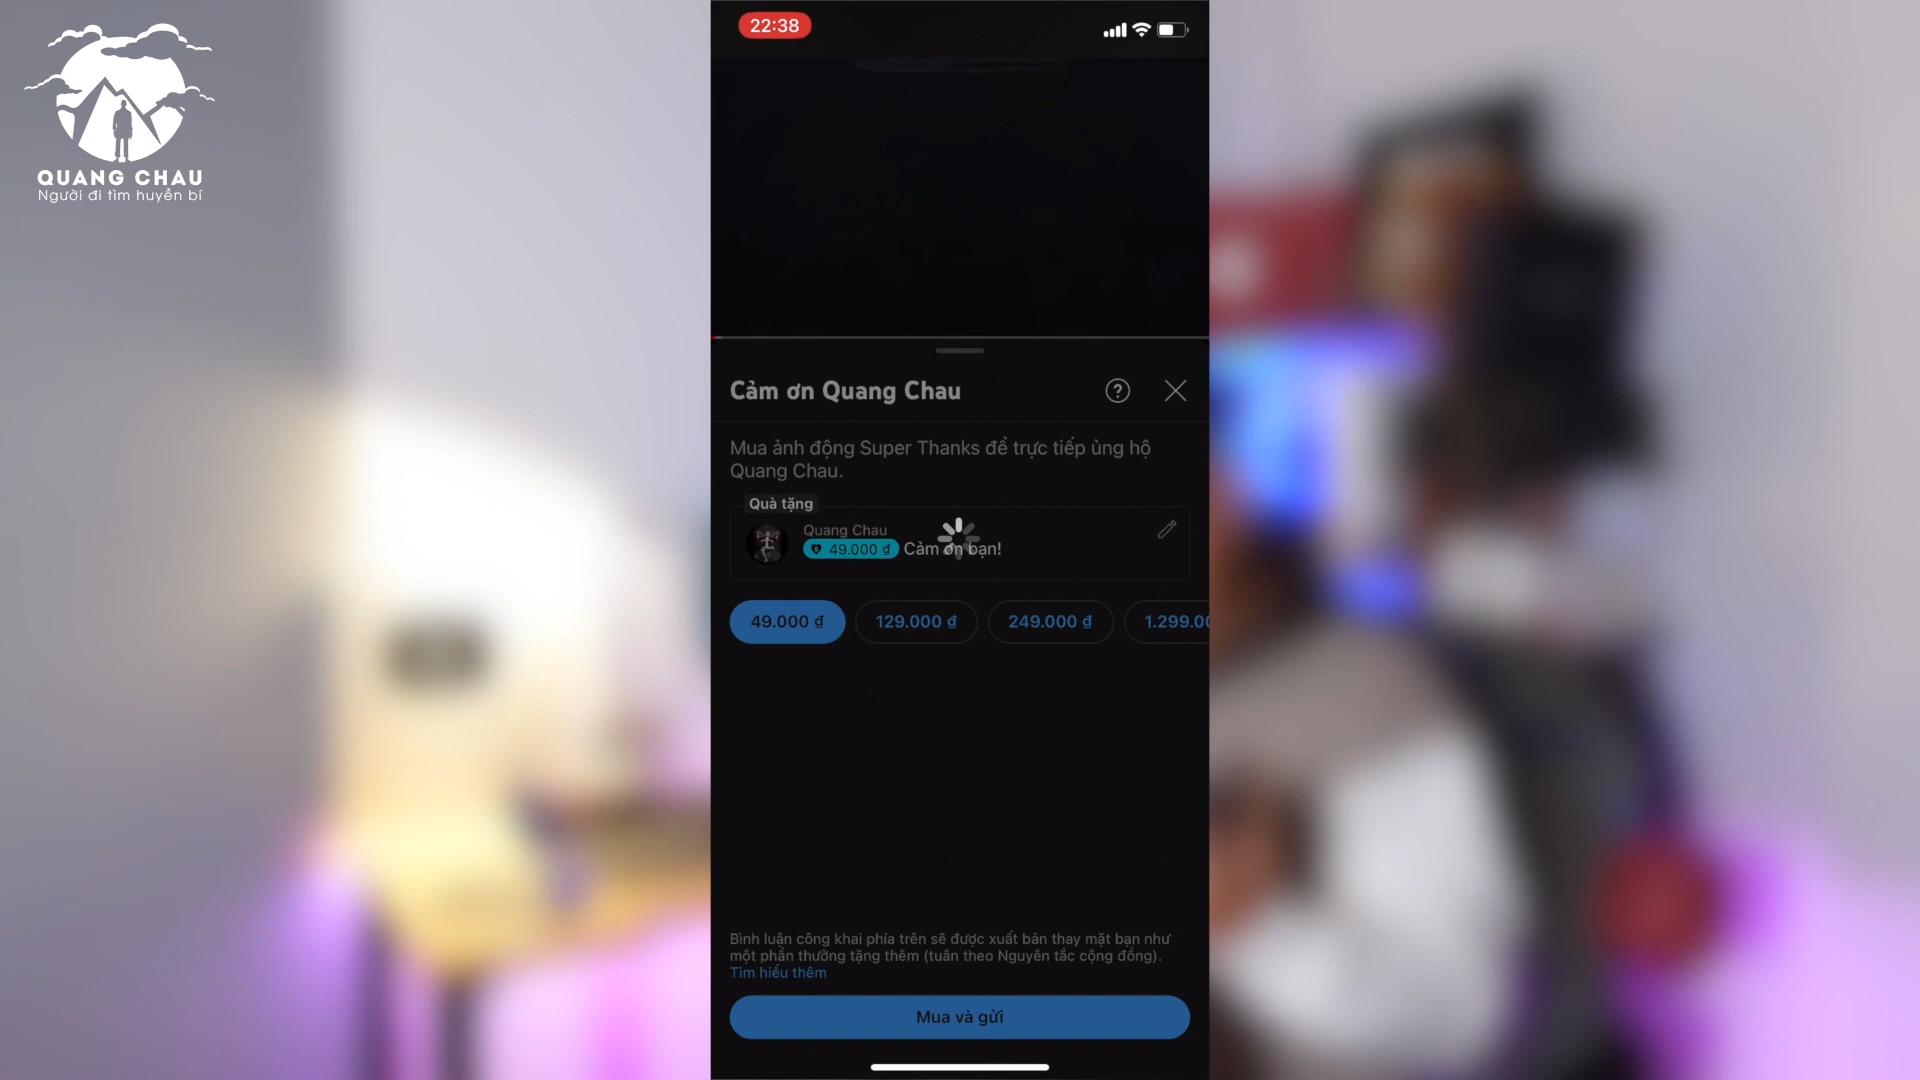 QUANG CHAU
Người đi tìm huyền bí
22:38
Cảm ơn Quang Chau
Mua ảnh động Super Thanks để trực tiếp ủng hộ
Quang Chau.
Quà tặng
Quang Chau
49.000 ₫ Cảm ơn bạn!
49.000 ₫ 129.000 ₫ 249.000 ₫ 1.299.00
Bình luận công khai phía trên sẽ được xuất bản thay mặt bạn như
một phần thưởng tặng thêm (tuân theo Nguyên tắc cộng đồng).
Tìm hiểu thêm
Mua và gửi